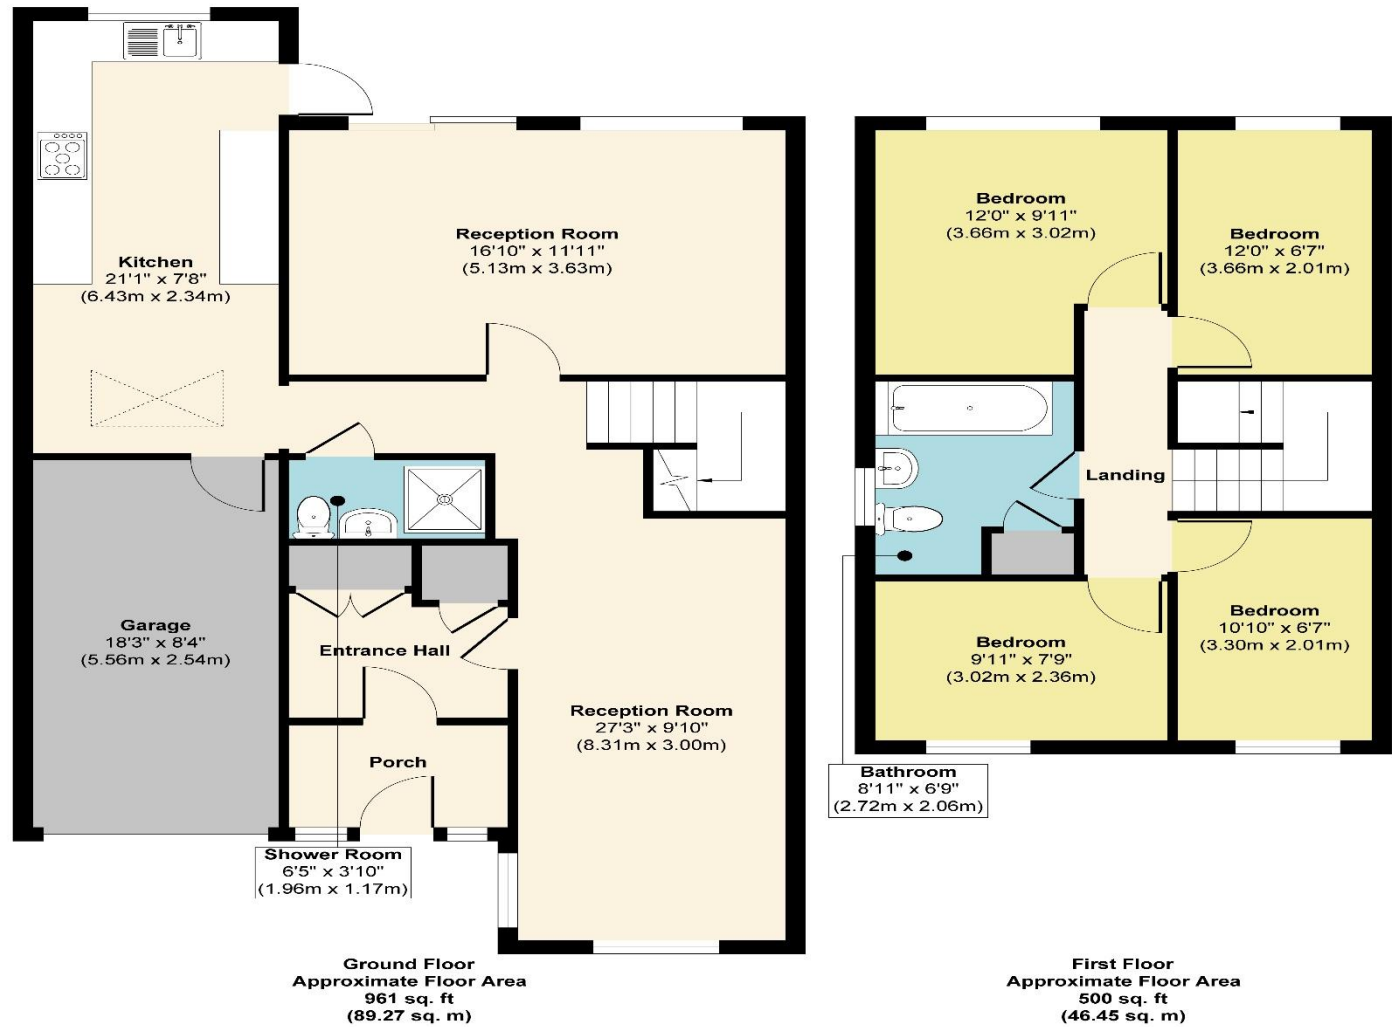 Kitchen
21'1" x 7'8"
(6.43m x 2.34m)
Reception Room
16'10" x 11'11"
(5.13m x 3.63m)
Garage
18'3" x 8'4"
(5.56m x 2.54m)
Entrance Hall
Porch
Reception Room
27'3" x 9'10"
(8.31m x 3.00m)
Shower Room
6'5" x 3'10"
(1.96m x 1.17m)
Ground Floor
Approximate Floor Area
961 sq. ft
(89.27 sq. m)
Bedroom
12'0" x 9'11"
(3.66m x 3.02m)
Bedroom
12'0" x 6'7"
(3.66m x 2.01m)
Landing
Bedroom
9'11" x 7'9"
(3.02m x 2.36m)
Bedroom
10'10" x 6'7"
(3.30m x 2.01m)
Bathroom
8'11" x 6'9"
(2.72m x 2.06m)
First Floor
Approximate Floor Area
500 sq. ft
(46.45 sq. m)